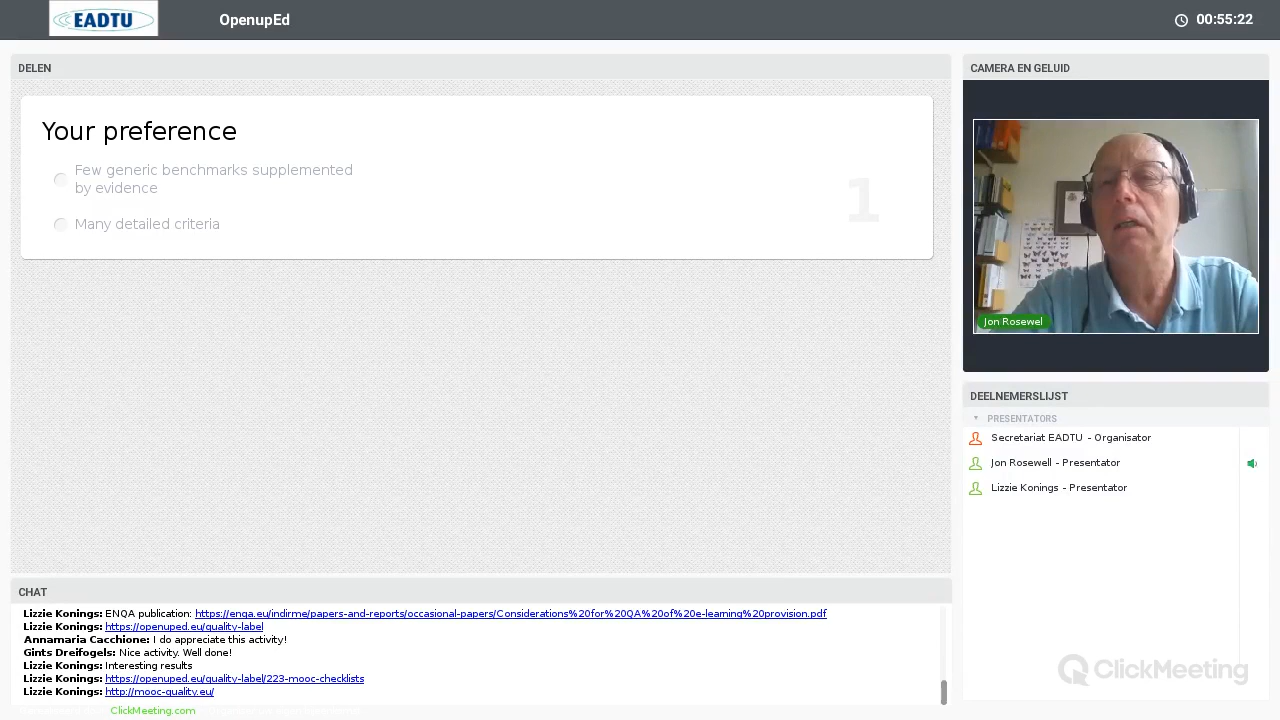 EADTU
OpenupEd
00:55:22
DELEN
CAMERA EN GELUID
Your preference
Few generic benchmarks supplemented
by evidence
Many detailed criteria
1
Jon Rosewel
DEELNEMERSLIJST
PRESENTATORS
Secretariat EADTU - Organisator
Jon Rosewell - Presentator
Lizzie Konings - Presentator
CHAT
Lizzie Konings: ENQA publication: https://enqa.eu/indirme/papers-and-reports/occasional-papers/Considerations%20for%20QA%20of%20e-learning%20provision.pdf
Lizzie Konings: https://openuped.eu/quality-label
Annamaria Cacchione: I do appreciate this activity!
Gints Dreifogels: Nice activity. Well done!
Lizzie Konings: Interesting results
Lizzie Konings: https://openuped.eu/quality-label/223-mooc-checklists
Lizzie Konings: http://mooc-quality.eu/
ClickMeeting
ClickMeeting.com